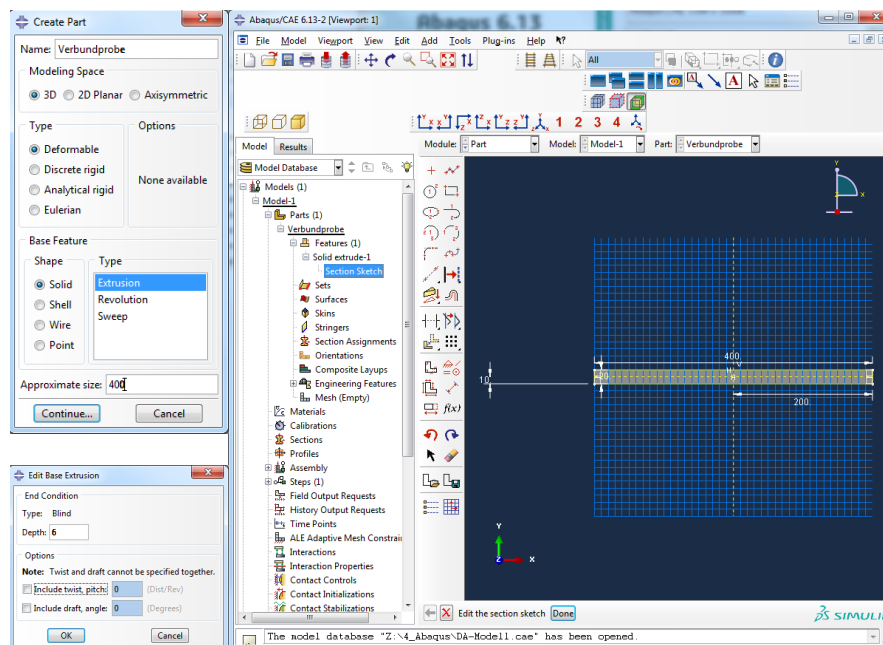 Create Part
Name: Verbundprobe
Modeling Space
3D 2D Planar Axisymmetric
Type
Options
Deformable
Discrete rigid
Analytical rigid
Eulerian
None available
Base Feature
Shape
Type
Solid
Shell
Wire
Point
Extrusion
Revolution
Sweep
Approximate size: 400
Continue... Cancel
Edit Base Extrusion
End Condition
Type: Blind
Depth: 6
Options
Note: Twist and draft cannot be specified together.
Include twist, pitch: 0 (Dist/Rev)
Include draft, angle: 0 (Degrees)
OK Cancel
Abaqus 6.13
Abaqus/CAE 6.13-2 [Viewport: 1]
File Model Viewport View Edit Add Tools Plug-ins Help
All
A
1 2 3 4
Model Results
Module: Part Model: Model-1 Part: Verbundprobe
Model Database
Models (1)
Model-1
Parts (1)
Verbundprobe
Features (1)
Solid extrude-1
Section Sketch
Sets
Surfaces
Skins
Stringers
Section Assignments
Orientations
Composite Layups
Engineering Features
Mesh (Empty)
Materials
Calibrations
Sections
Profiles
Assembly
Steps (1)
Field Output Requests
History Output Requests
Time Points
ALE Adaptive Mesh Constrai
Interactions
Interaction Properties
Contact Controls
Contact Initializations
Contact Stabilizations
f(x)
Y
X
Z
400
20
10
200
Y
X
Z
Edit the section sketch Done
SIMULI
The model database "Z:\4_Abaqus\DA-Modell.cae" has been opened.